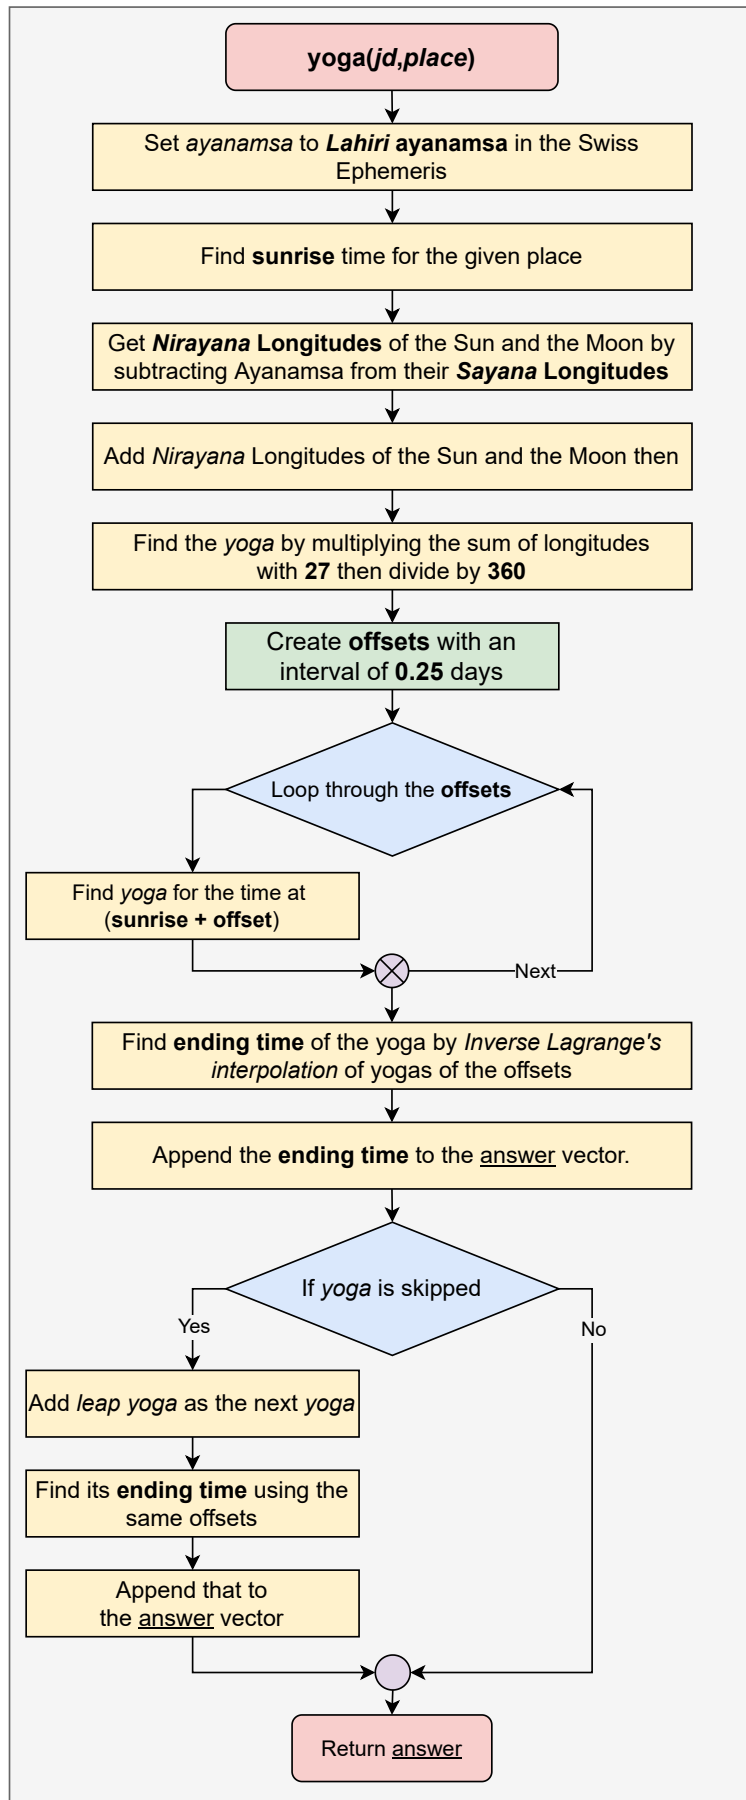 yoga(jd,place)
Set ayanamsa to Lahiri ayanamsa in the Swiss
Ephemeris
Find sunrise time for the given place
Get Nirayana Longitudes of the Sun and the Moon by
subtracting Ayanamsa from their Sayana Longitudes
Add Nirayana Longitudes of the Sun and the Moon then
Find the yoga by multiplying the sum of longitudes
with 27 then divide by 360
Create offsets with an
interval of 0.25 days
Loop through the offsets
Find yoga for the time at
(sunrise + offset)
Next
Find ending time of the yoga by Inverse Lagrange's
interpolation of yogas of the offsets
Append the ending time to the answer vector.
If yoga is skipped
Yes
No
Add leap yoga as the next yoga
Find its ending time using the
same offsets
Append that to
the answer vector
Return answer